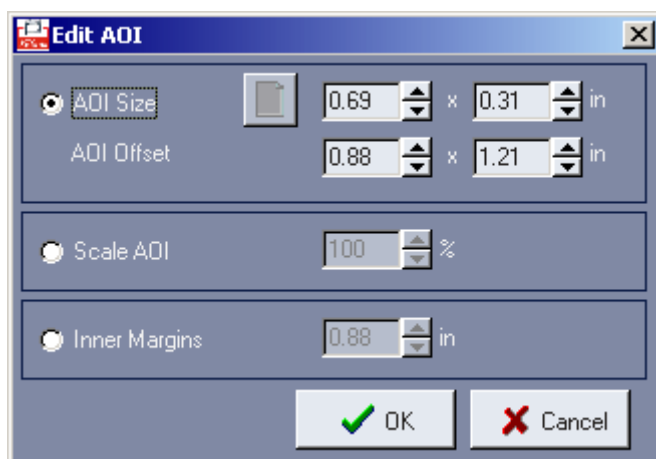 Edit AOI
AOI Size 0.69 x 0.31 in
AOI Offset 0.88 x 1.21 in
Scale AOI 100 %
Inner Margins 0.88 in
OK Cancel